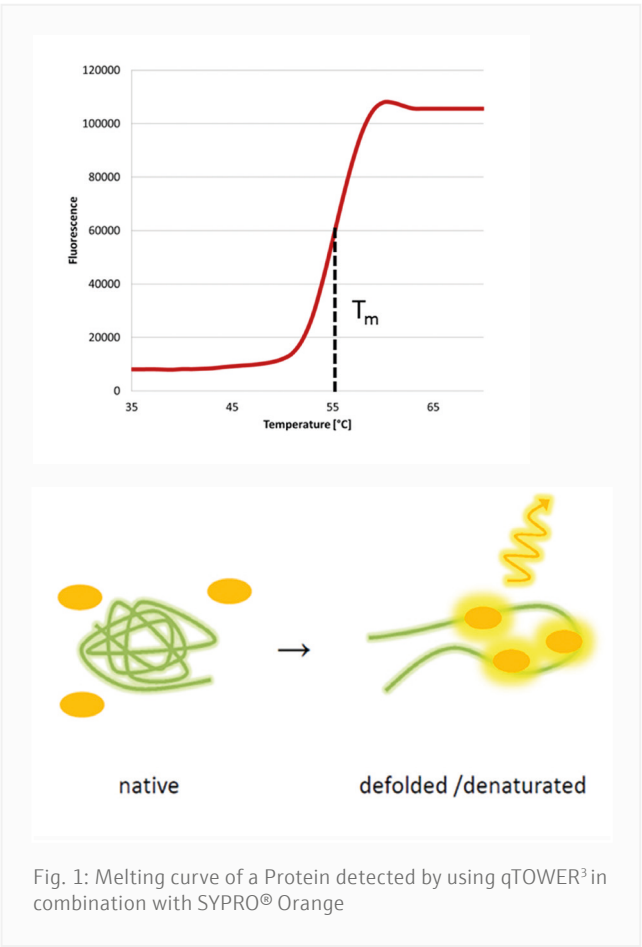 120000
100000
80000
60000
40000
20000
0
Fluorescence
Tm
35 45 55 65
Temperature [°C]
→
native defolded /denaturated
Fig. 1: Melting curve of a Protein detected by using qTOWER³ in
combination with SYPRO® Orange